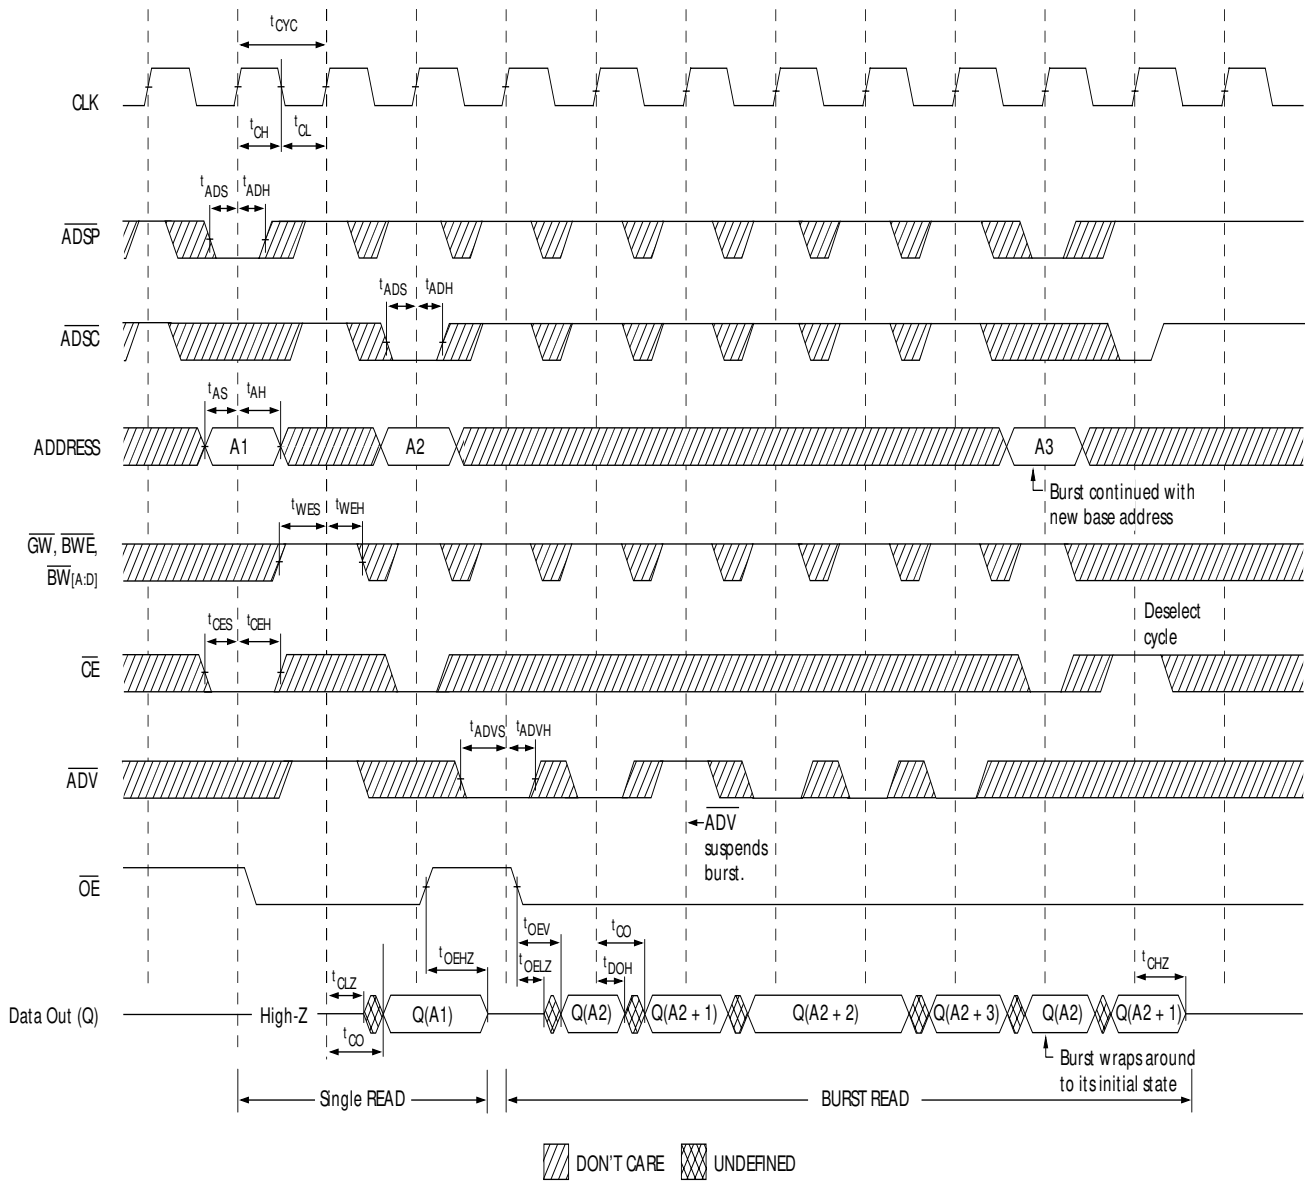 tCYC
CLK
tCH
tCL
tADS
tADH
ADSP
tADS
tADH
ADSC
tAS
tAH
ADDRESS
A1
A2
A3
Burst continued with
new base address
tWES
tWEH
GW, BWE,
BW[A:D]
Deselect
cycle
tCES
tCEH
CE
tADVS
tADVH
ADV
ADV
suspends
burst.
OE
tOEV
tCO
tOEHZ
tOELZ
tDOH
tCHZ
tCLZ
Data Out (Q)
High-Z
Q(A1)
Q(A2)
Q(A2 + 1)
Q(A2 + 2)
Q(A2 + 3)
Q(A2)
Q(A2 + 1)
tCO
Burst wraps around
to its initial state
Single READ
BURST READ
DON'T CARE
UNDEFINED